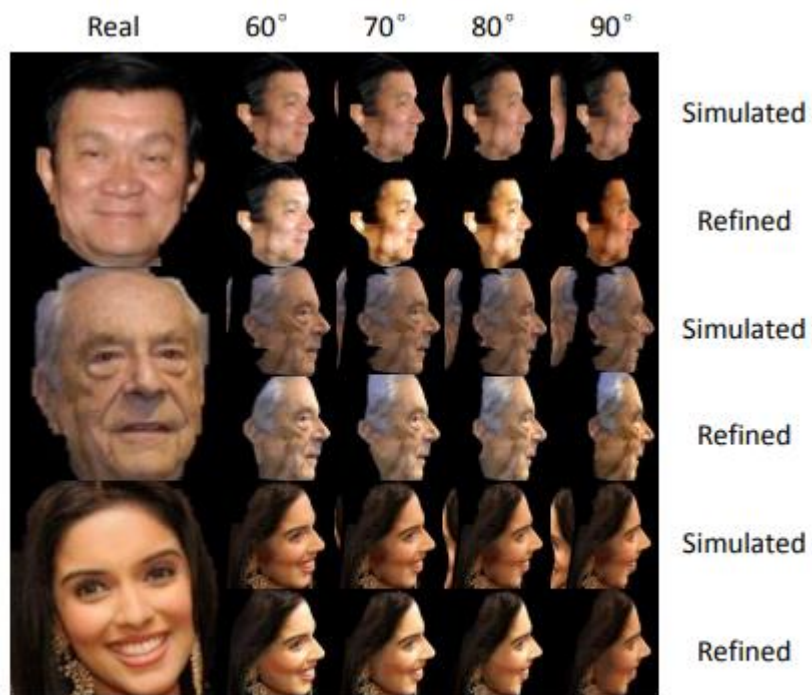 Real 60° 70° 80° 90°
Simulated
Refined
Simulated
Refined
Simulated
Refined